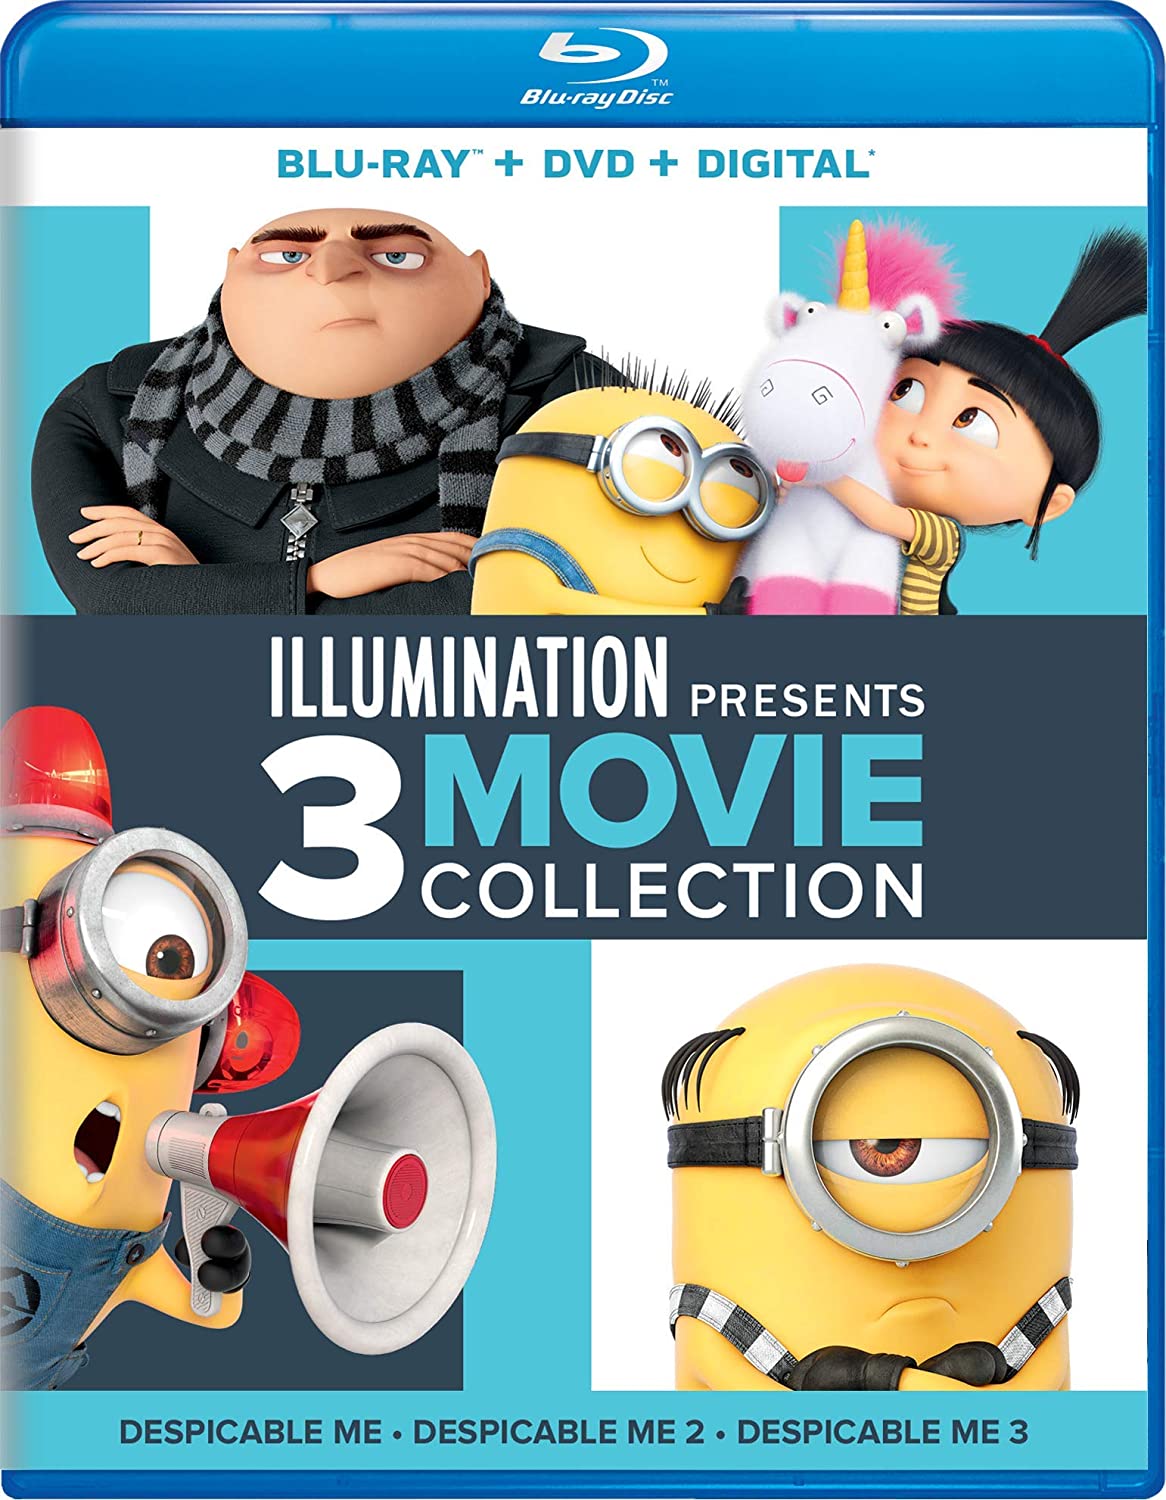 Blu-ray Disc™
BLU-RAY™ + DVD + DIGITAL*
ILLUMINATION PRESENTS
3 MOVIE
COLLECTION
DESPICABLE ME • DESPICABLE ME 2 • DESPICABLE ME 3